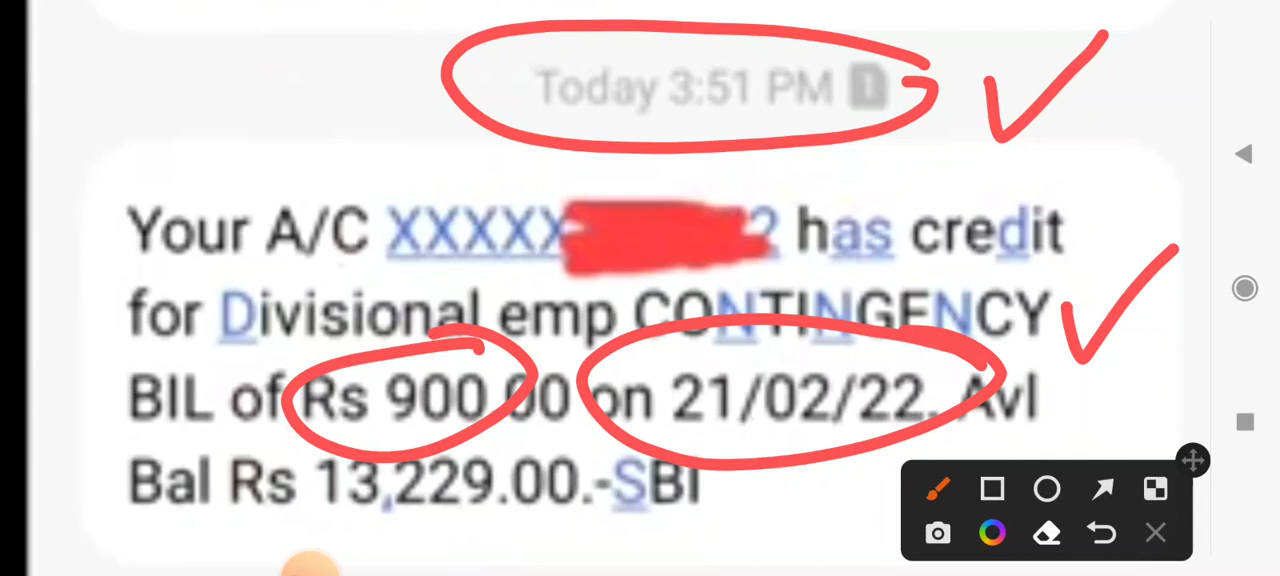 Today 3:51 PM 1
Your A/C XXXXX 2 has credit
for Divisional emp CONTINGENCY
BIL of Rs 900.00 on 21/02/22. Avl
Bal Rs 13,229.00.-SBI